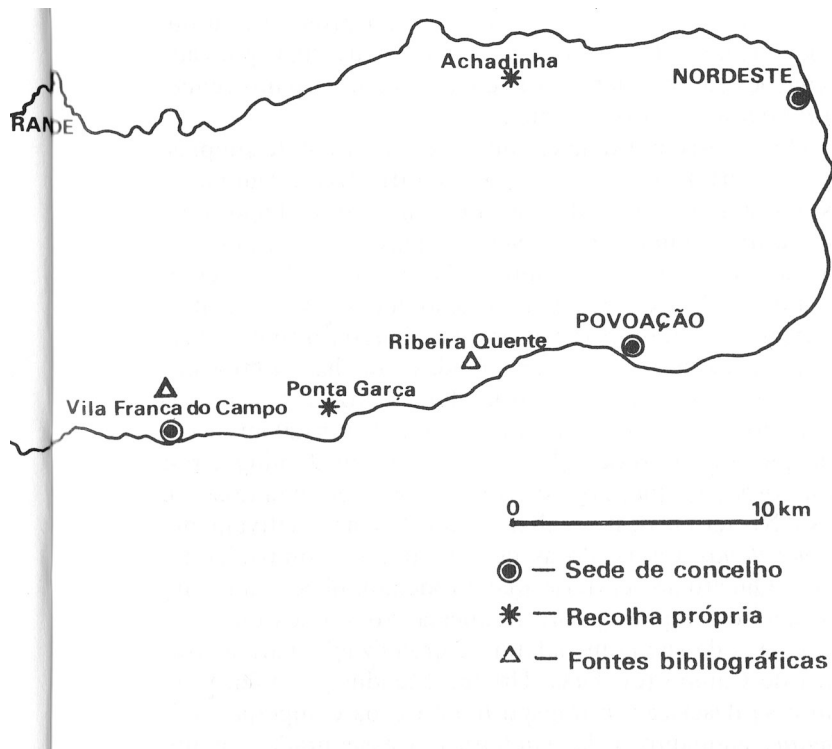 Achadinha
NORDESTE
RANDE
POVOAÇÃO
Ribeira Quente
Ponta Garça
Vila Franca do Campo
0 10 km
— Sede de concelho
— Recolha própria
— Fontes bibliográficas